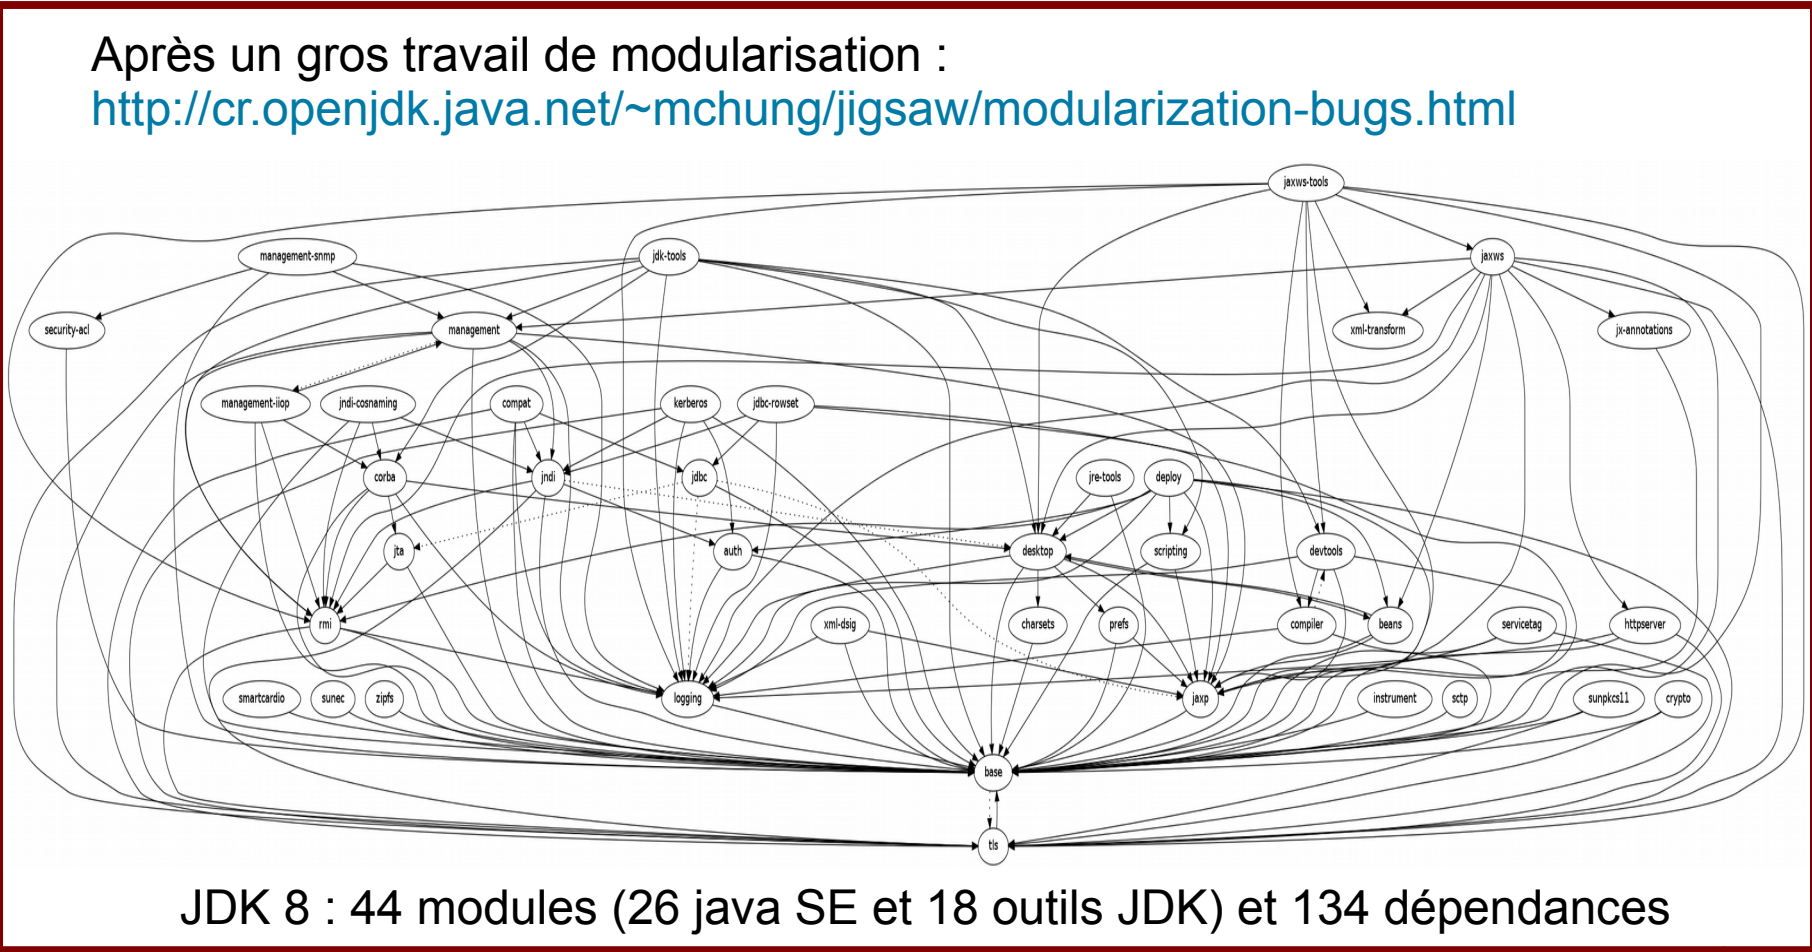 Après un gros travail de modularisation :
http://cr.openjdk.java.net/~mchung/jigsaw/modularization-bugs.html
jaxws-tools
management-snmp
jdk-tools
jaxws
security-acl
management
xml-transform
jx-annotations
management-iiop
jndi-cosnaming
compat
kerberos
jdbc-rowset
corba
jndi
jdbc
jre-tools
deploy
jta
auth
desktop
scripting
devtools
rmi
xml-dsig
charsets
prefs
compiler
beans
servicetag
httpserver
smartcardio
sunec
zipfs
logging
jaxp
instrument
sctp
sunpkcs11
crypto
base
tls
JDK 8 : 44 modules (26 java SE et 18 outils JDK) et 134 dépendances